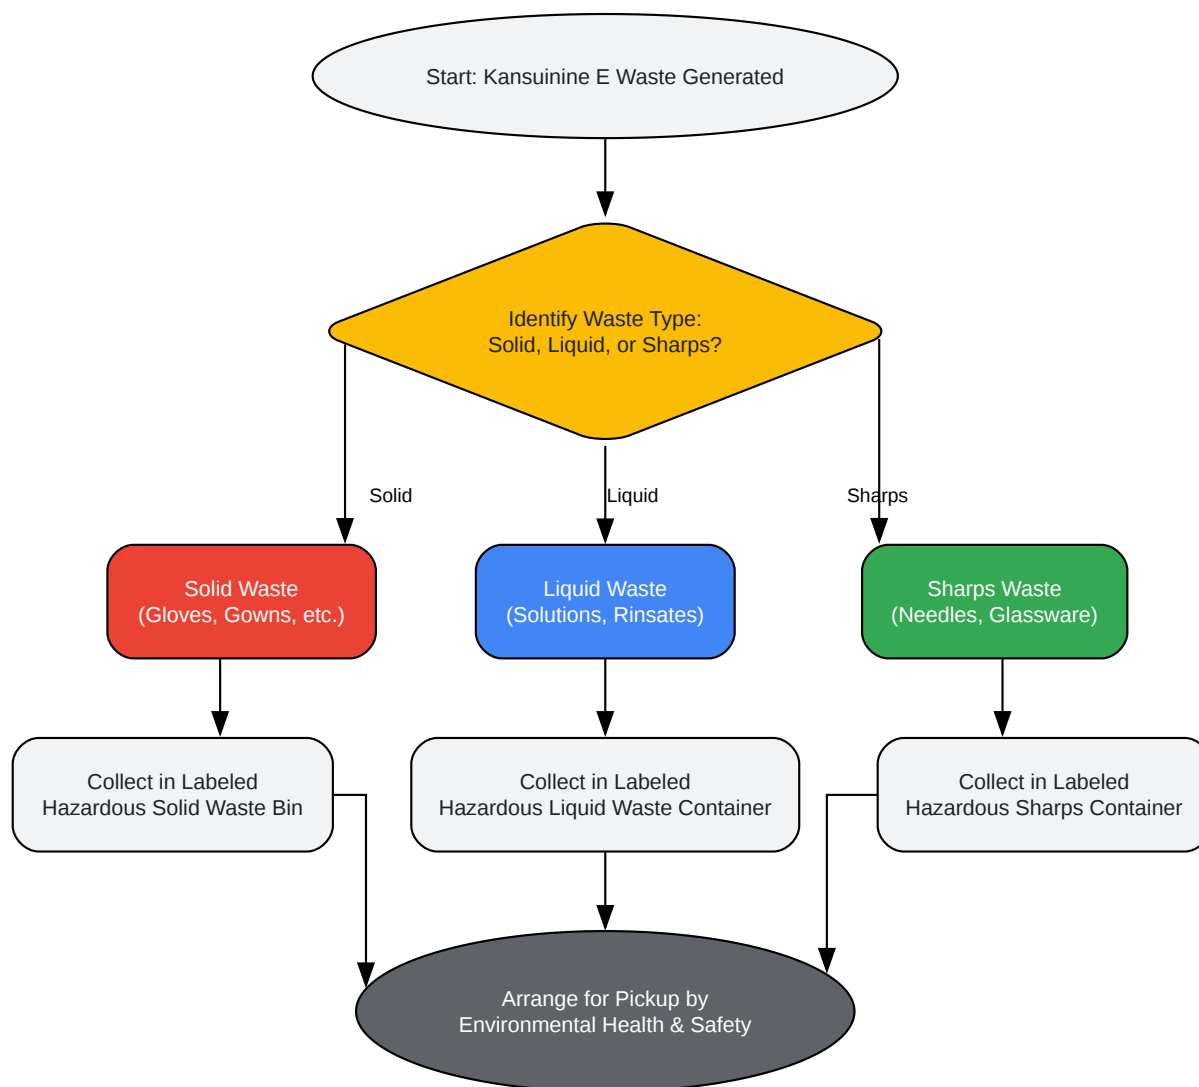 Start: Kansuinine E Waste Generated
Identify Waste Type:
Solid, Liquid, or Sharps?
Solid
Liquid
Sharps
Solid Waste
(Gloves, Gowns, etc.)
Liquid Waste
(Solutions, Rinsates)
Sharps Waste
(Needles, Glassware)
Collect in Labeled
Hazardous Solid Waste Bin
Collect in Labeled
Hazardous Liquid Waste Container
Collect in Labeled
Hazardous Sharps Container
Arrange for Pickup by
Environmental Health & Safety